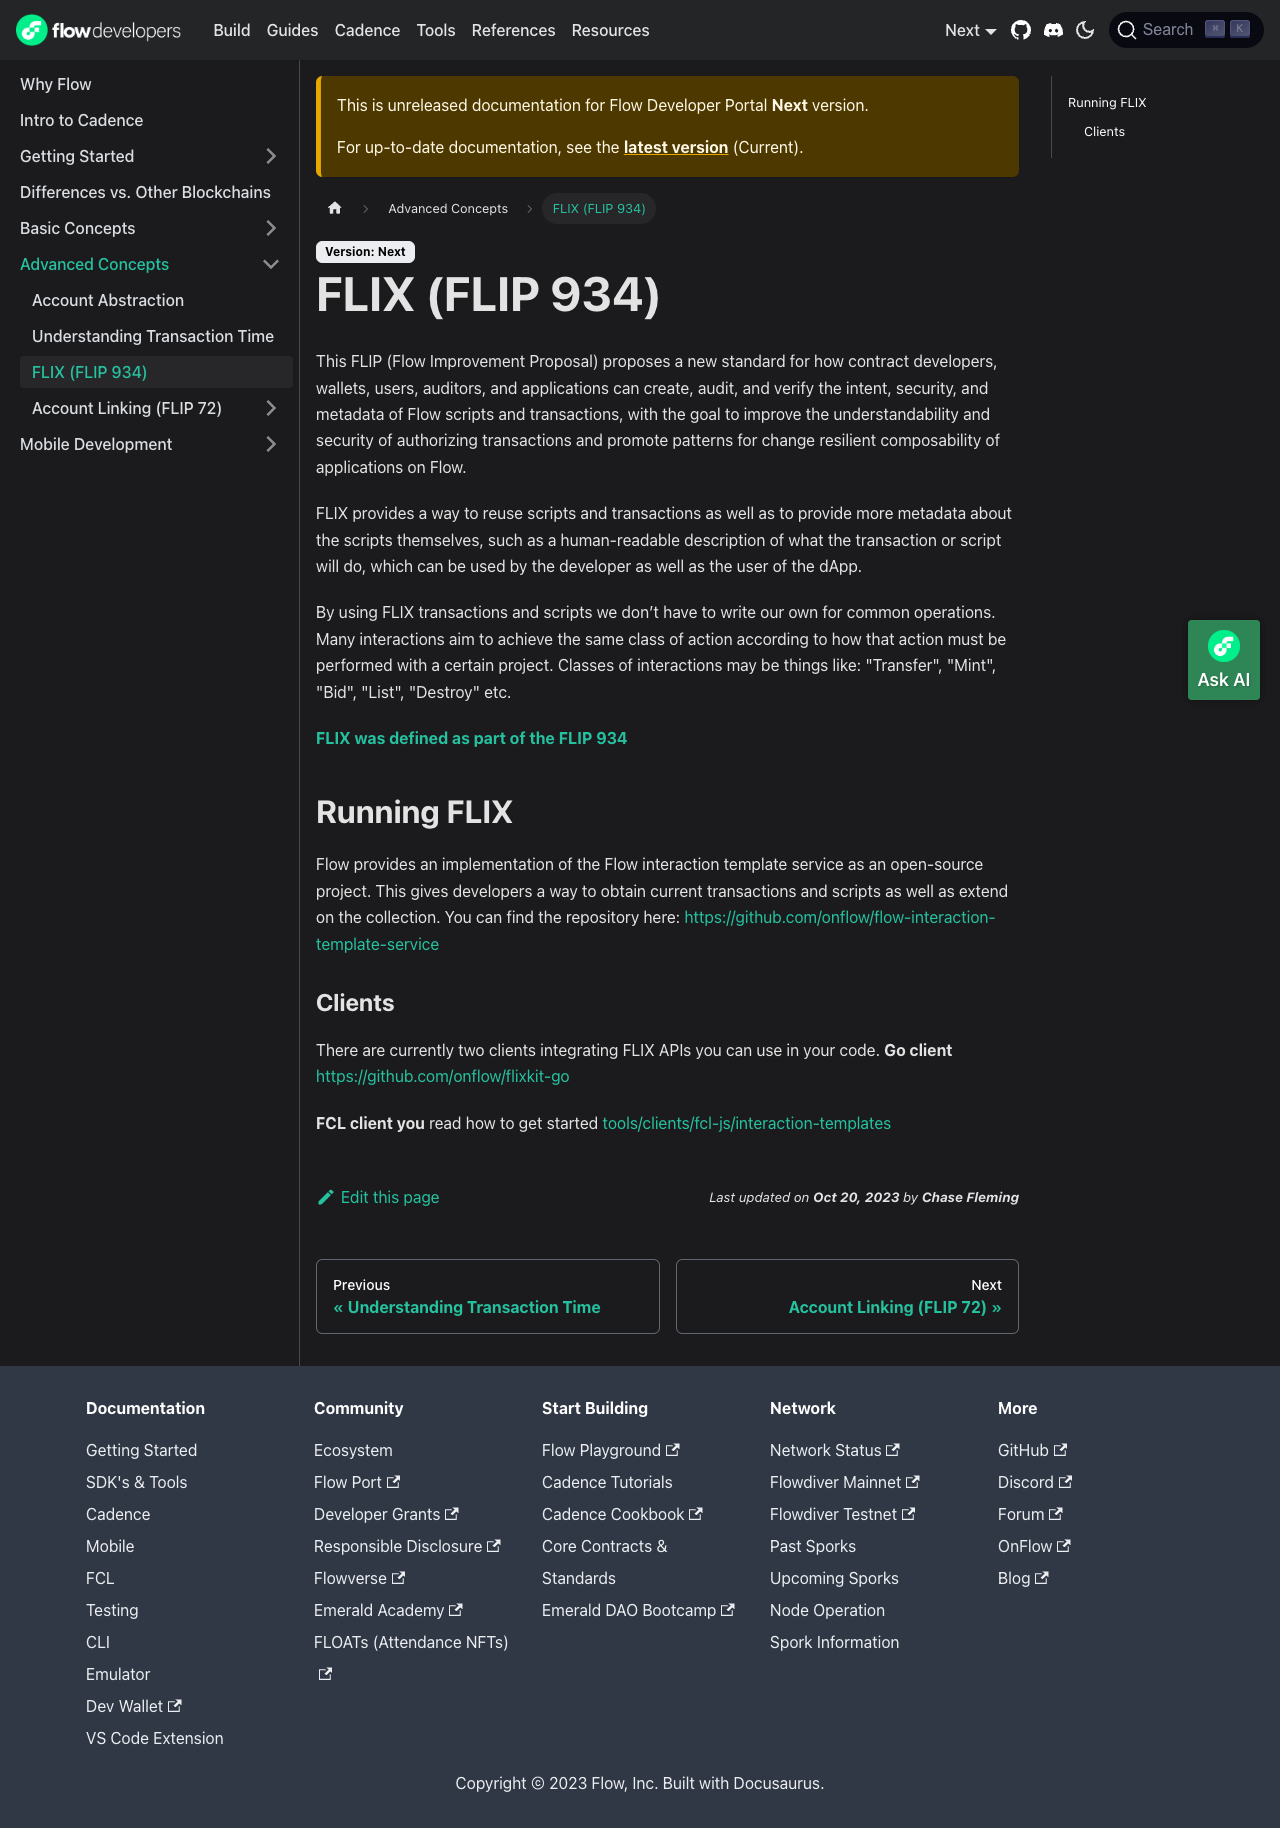 flowdevelopers
Build Guides Cadence Tools References Resources
Next
Search ⌘ K
Why Flow
Intro to Cadence
Getting Started
Differences vs. Other Blockchains
Basic Concepts
Advanced Concepts
Account Abstraction
Understanding Transaction Time
FLIX (FLIP 934)
Account Linking (FLIP 72)
Mobile Development
This is unreleased documentation for Flow Developer Portal Next version.
For up-to-date documentation, see the latest version (Current).
Advanced Concepts
FLIX (FLIP 934)
Version: Next
FLIX (FLIP 934)
This FLIP (Flow Improvement Proposal) proposes a new standard for how contract developers,
wallets, users, auditors, and applications can create, audit, and verify the intent, security, and
metadata of Flow scripts and transactions, with the goal to improve the understandability and
security of authorizing transactions and promote patterns for change resilient composability of
applications on Flow.
FLIX provides a way to reuse scripts and transactions as well as to provide more metadata about
the scripts themselves, such as a human-readable description of what the transaction or script
will do, which can be used by the developer as well as the user of the dApp.
By using FLIX transactions and scripts we don’t have to write our own for common operations.
Many interactions aim to achieve the same class of action according to how that action must be
performed with a certain project. Classes of interactions may be things like: "Transfer", "Mint",
"Bid", "List", "Destroy" etc.
FLIX was defined as part of the FLIP 934
Running FLIX
Flow provides an implementation of the Flow interaction template service as an open-source
project. This gives developers a way to obtain current transactions and scripts as well as extend
on the collection. You can find the repository here: https://github.com/onflow/flow-interaction-
template-service
Clients
There are currently two clients integrating FLIX APIs you can use in your code. Go client
https://github.com/onflow/flixkit-go
FCL client you read how to get started tools/clients/fcl-js/interaction-templates
Edit this page
Last updated on Oct 20, 2023 by Chase Fleming
Previous
« Understanding Transaction Time
Next
Account Linking (FLIP 72) »
Running FLIX
Clients
Ask AI
Documentation
Getting Started
SDK's & Tools
Cadence
Mobile
FCL
Testing
CLI
Emulator
Dev Wallet
VS Code Extension
Community
Ecosystem
Flow Port
Developer Grants
Responsible Disclosure
Flowverse
Emerald Academy
FLOATs (Attendance NFTs)
Start Building
Flow Playground
Cadence Tutorials
Cadence Cookbook
Core Contracts &
Standards
Emerald DAO Bootcamp
Network
Network Status
Flowdiver Mainnet
Flowdiver Testnet
Past Sporks
Upcoming Sporks
Node Operation
Spork Information
More
GitHub
Discord
Forum
OnFlow
Blog
Copyright © 2023 Flow, Inc. Built with Docusaurus.